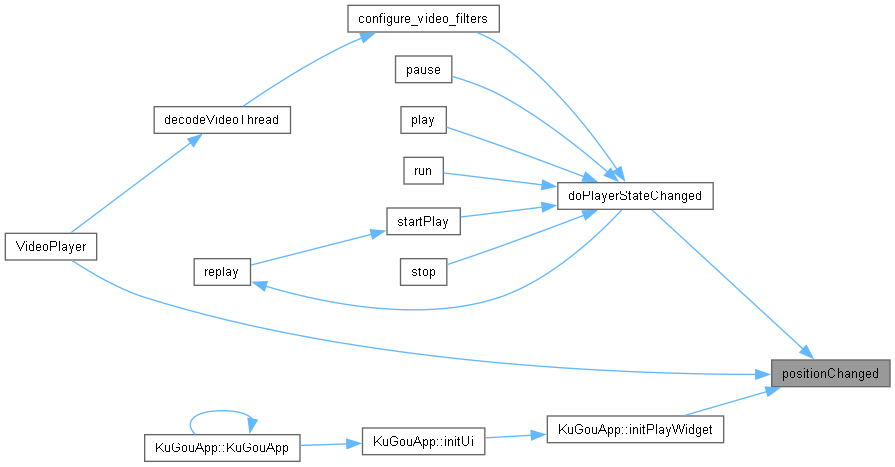 configure_video_filters
pause
decodeVideoThread
play
run
doPlayerStateChanged
startPlay
VideoPlayer
replay
stop
positionChanged
KuGouApp::initPlayWidget
KuGouApp::initUi
KuGouApp::KuGouApp